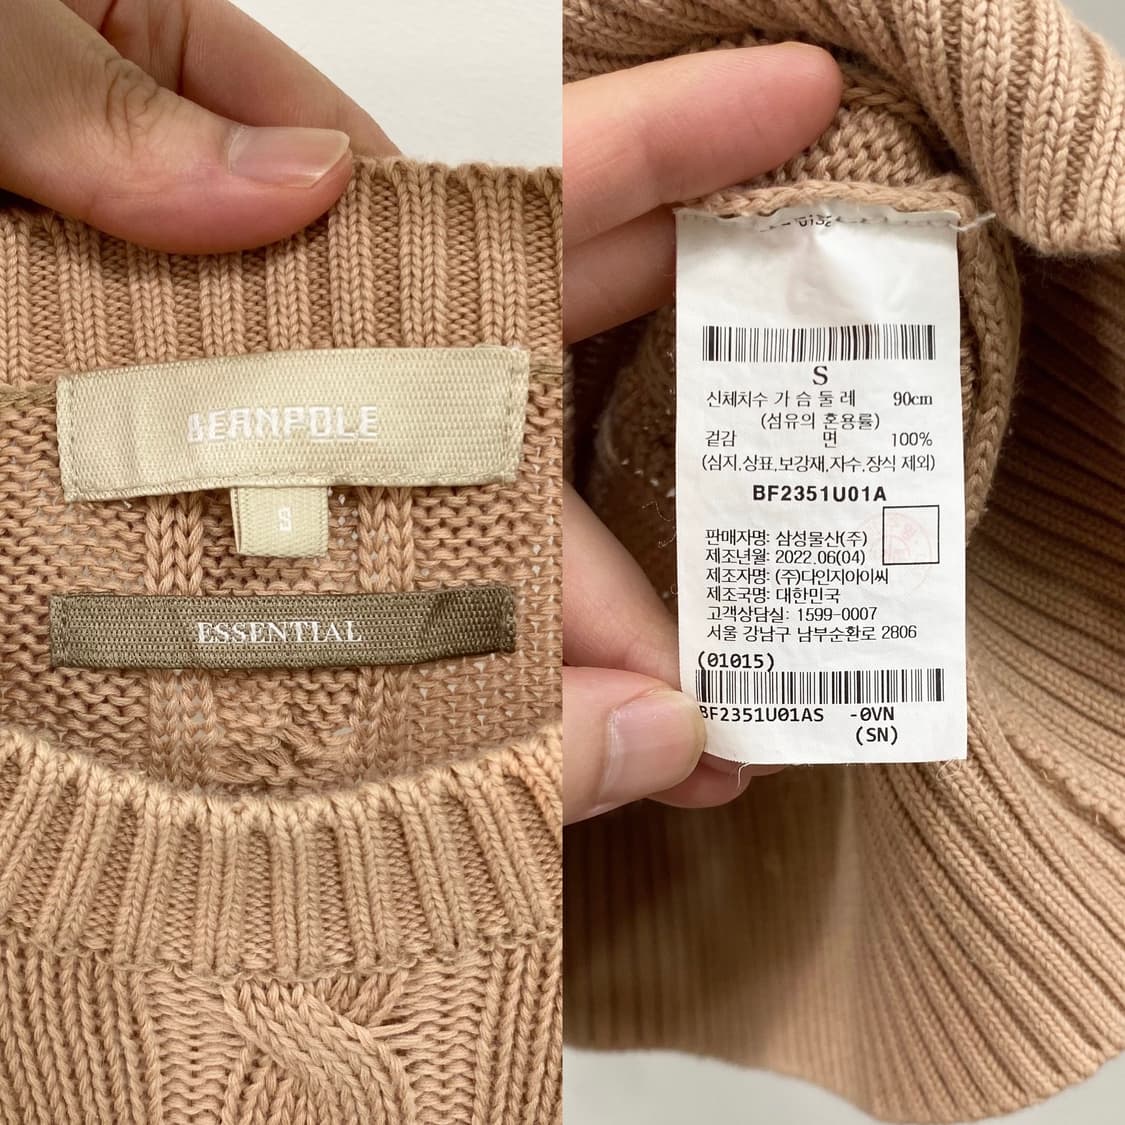 BEANPOLE
S
ESSENTIAL
S
신체치수 가 슴 둘 레 90cm
(섬유의 혼용률)
겉감 면 100%
(심지,상표,보강재,자수,장식 제외)
BF2351U01A
판매자명: 삼성물산(주)
제조년월: 2022.06(04)
제조자명: (주)다인지아이씨
제조국명: 대한민국
고객상담실: 1599-0007
서울 강남구 남부순환로 2806
(01015)
BF2351U01AS -0VN
(SN)